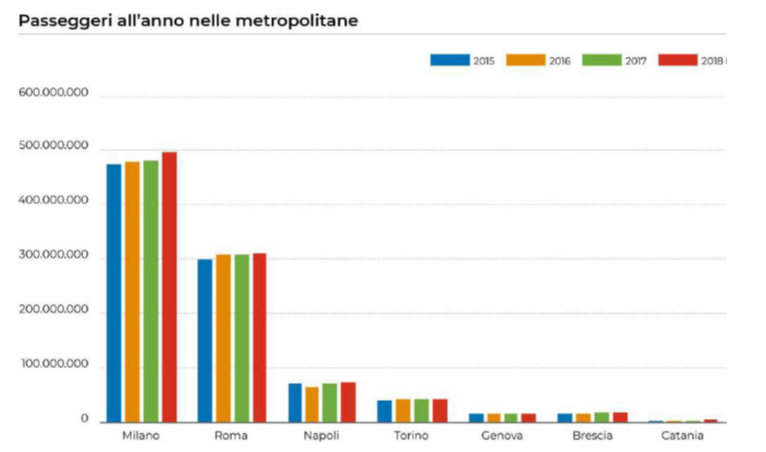 Passeggeri all'anno nelle metropolitane
2015 2016 2017 2018
600.000.000
500.000.000
400.000.000
300.000.000
200.000.000
100.000.000
0
Milano Roma Napoli Torino Genova Brescia Catania